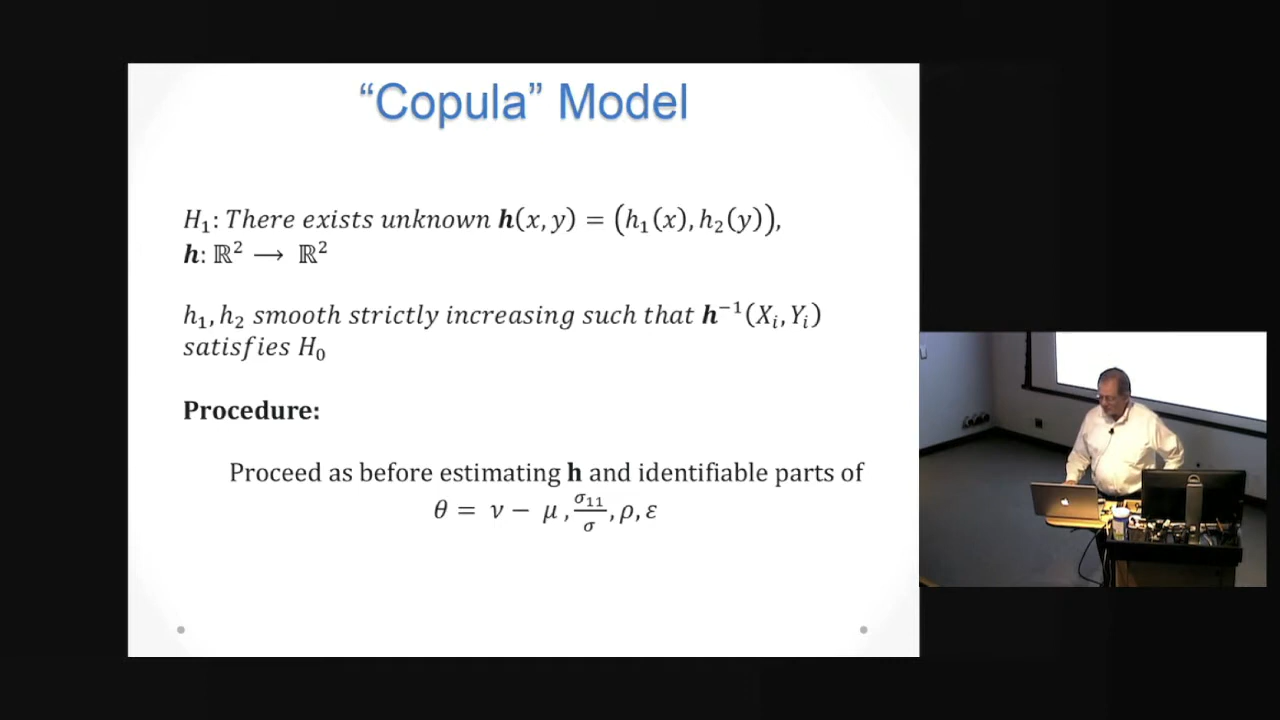 “Copula” Model
H₁: There exists unknown h(x, y) = (h₁(x), h₂(y)),
h: ℝ² ⟶ ℝ²
h₁, h₂ smooth strictly increasing such that h⁻¹(Xᵢ, Yᵢ)
satisfies H₀
Procedure:
Proceed as before estimating h and identifiable parts of
θ = ν − μ, σ₁₁/σ, ρ, ε